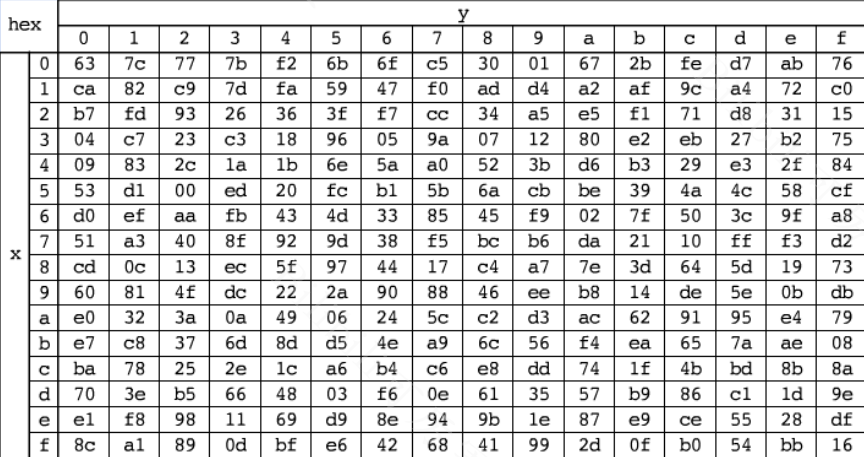 hex y
0 1 2 3 4 5 6 7 8 9 a b c d e f
0 63 7c 77 7b f2 6b 6f c5 30 01 67 2b fe d7 ab 76
1 ca 82 c9 7d fa 59 47 f0 ad d4 a2 af 9c a4 72 c0
2 b7 fd 93 26 36 3f f7 cc 34 a5 e5 f1 71 d8 31 15
3 04 c7 23 c3 18 96 05 9a 07 12 80 e2 eb 27 b2 75
4 09 83 2c 1a 1b 6e 5a a0 52 3b d6 b3 29 e3 2f 84
5 53 d1 00 ed 20 fc b1 5b 6a cb be 39 4a 4c 58 cf
6 d0 ef aa fb 43 4d 33 85 45 f9 02 7f 50 3c 9f a8
x 7 51 a3 40 8f 92 9d 38 f5 bc b6 da 21 10 ff f3 d2
8 cd 0c 13 ec 5f 97 44 17 c4 a7 7e 3d 64 5d 19 73
9 60 81 4f dc 22 2a 90 88 46 ee b8 14 de 5e 0b db
a e0 32 3a 0a 49 06 24 5c c2 d3 ac 62 91 95 e4 79
b e7 c8 37 6d 8d d5 4e a9 6c 56 f4 ea 65 7a ae 08
c ba 78 25 2e 1c a6 b4 c6 e8 dd 74 1f 4b bd 8b 8a
d 70 3e b5 66 48 03 f6 0e 61 35 57 b9 86 c1 1d 9e
e e1 f8 98 11 69 d9 8e 94 9b 1e 87 e9 ce 55 28 df
f 8c a1 89 0d bf e6 42 68 41 99 2d 0f b0 54 bb 16